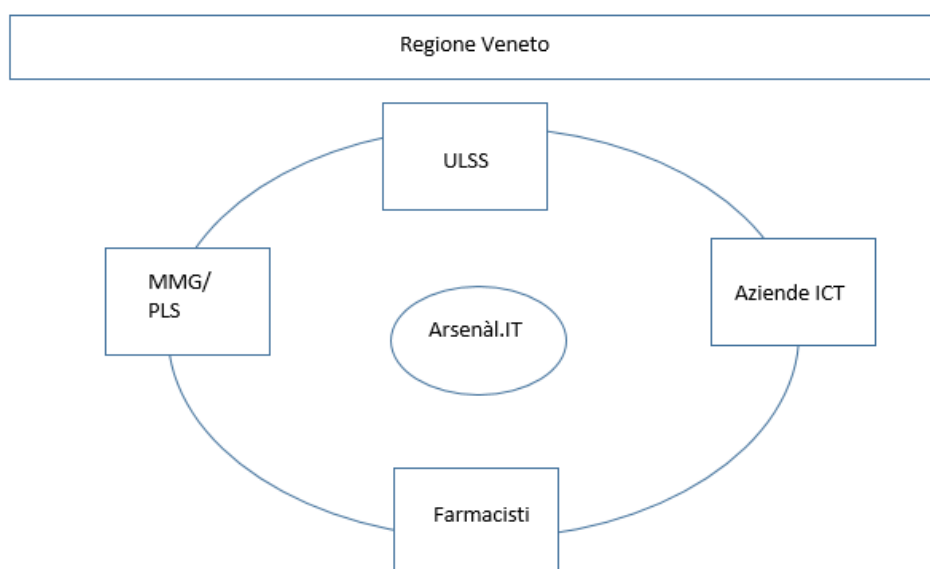 Regione Veneto
ULSS
MMG/
PLS
Aziende ICT
Arsenàl.IT
Farmacisti